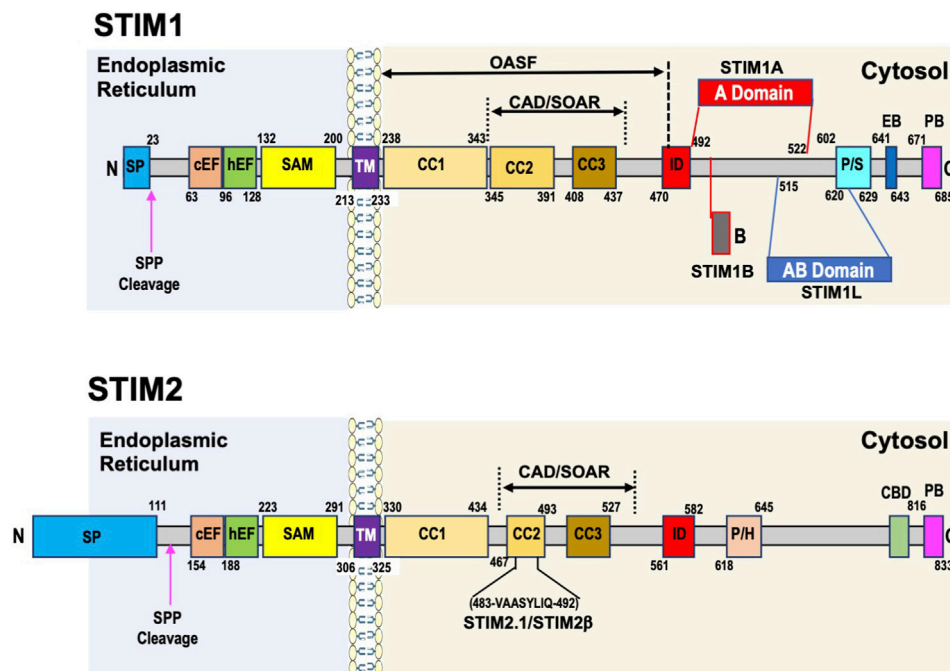 STIM1
Endoplasmic
Reticulum
Cytosol
OASF
CAD/SOAR
STIM1A
A Domain
23 132 200 238 343 492 522 602 641 EB 671 PB
N SP cEF hEF SAM TM CC1 CC2 CC3 ID P/S C
63 96 128 213 233 345 391 408 437 470 515 620 629 643 685
SPP
Cleavage
B
STIM1B
AB Domain
STIM1L
STIM2
Endoplasmic
Reticulum
Cytosol
CAD/SOAR
111 223 291 330 434 493 527 582 645 CBD 816 PB
N SP cEF hEF SAM TM CC1 CC2 CC3 ID P/H C
154 188 306 325 467 561 618 833
SPP
Cleavage
(483-VAASYLIQ-492)
STIM2.1/STIM2β